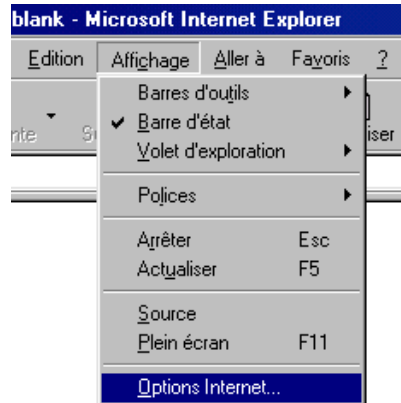 blank - Microsoft Internet Explorer
Edition Affichage Aller à Favoris ?
Barres d'outils
Barre d'état
Volet d'exploration
Polices
Arrêter Esc
Actualiser F5
Source
Plein écran F11
Options Internet...